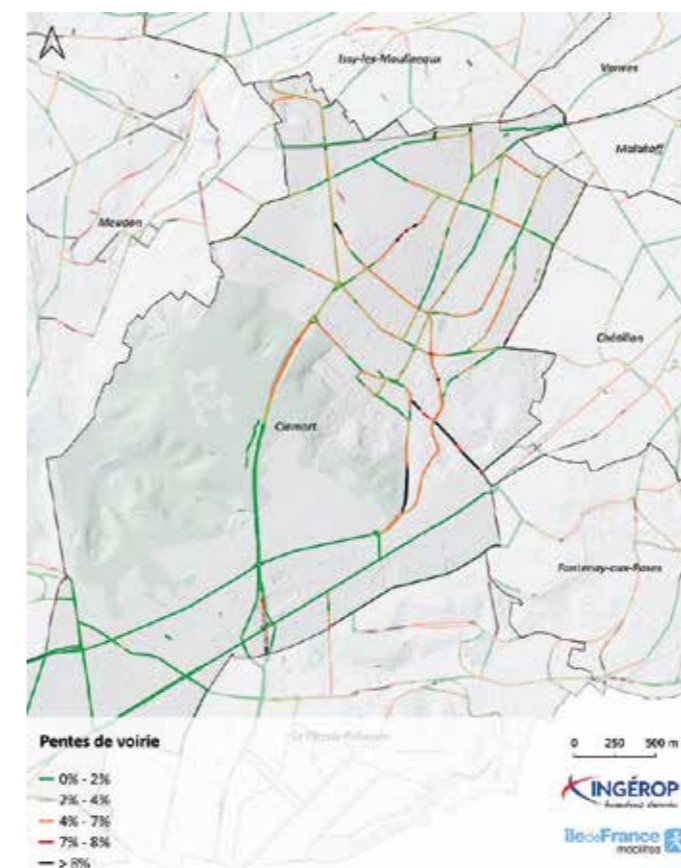 Issy-les-Moulineaux
Vanves
Malakoff
Meudon
Châtillon
Clamart
Fontenay-aux-Roses
Le Plessis-Robinson
Pentes de voirie
0% - 2%
2% - 4%
4% - 7%
7% - 8%
> 8%
0 250 500 m
INGÉROP
îledeFrance
mobilités